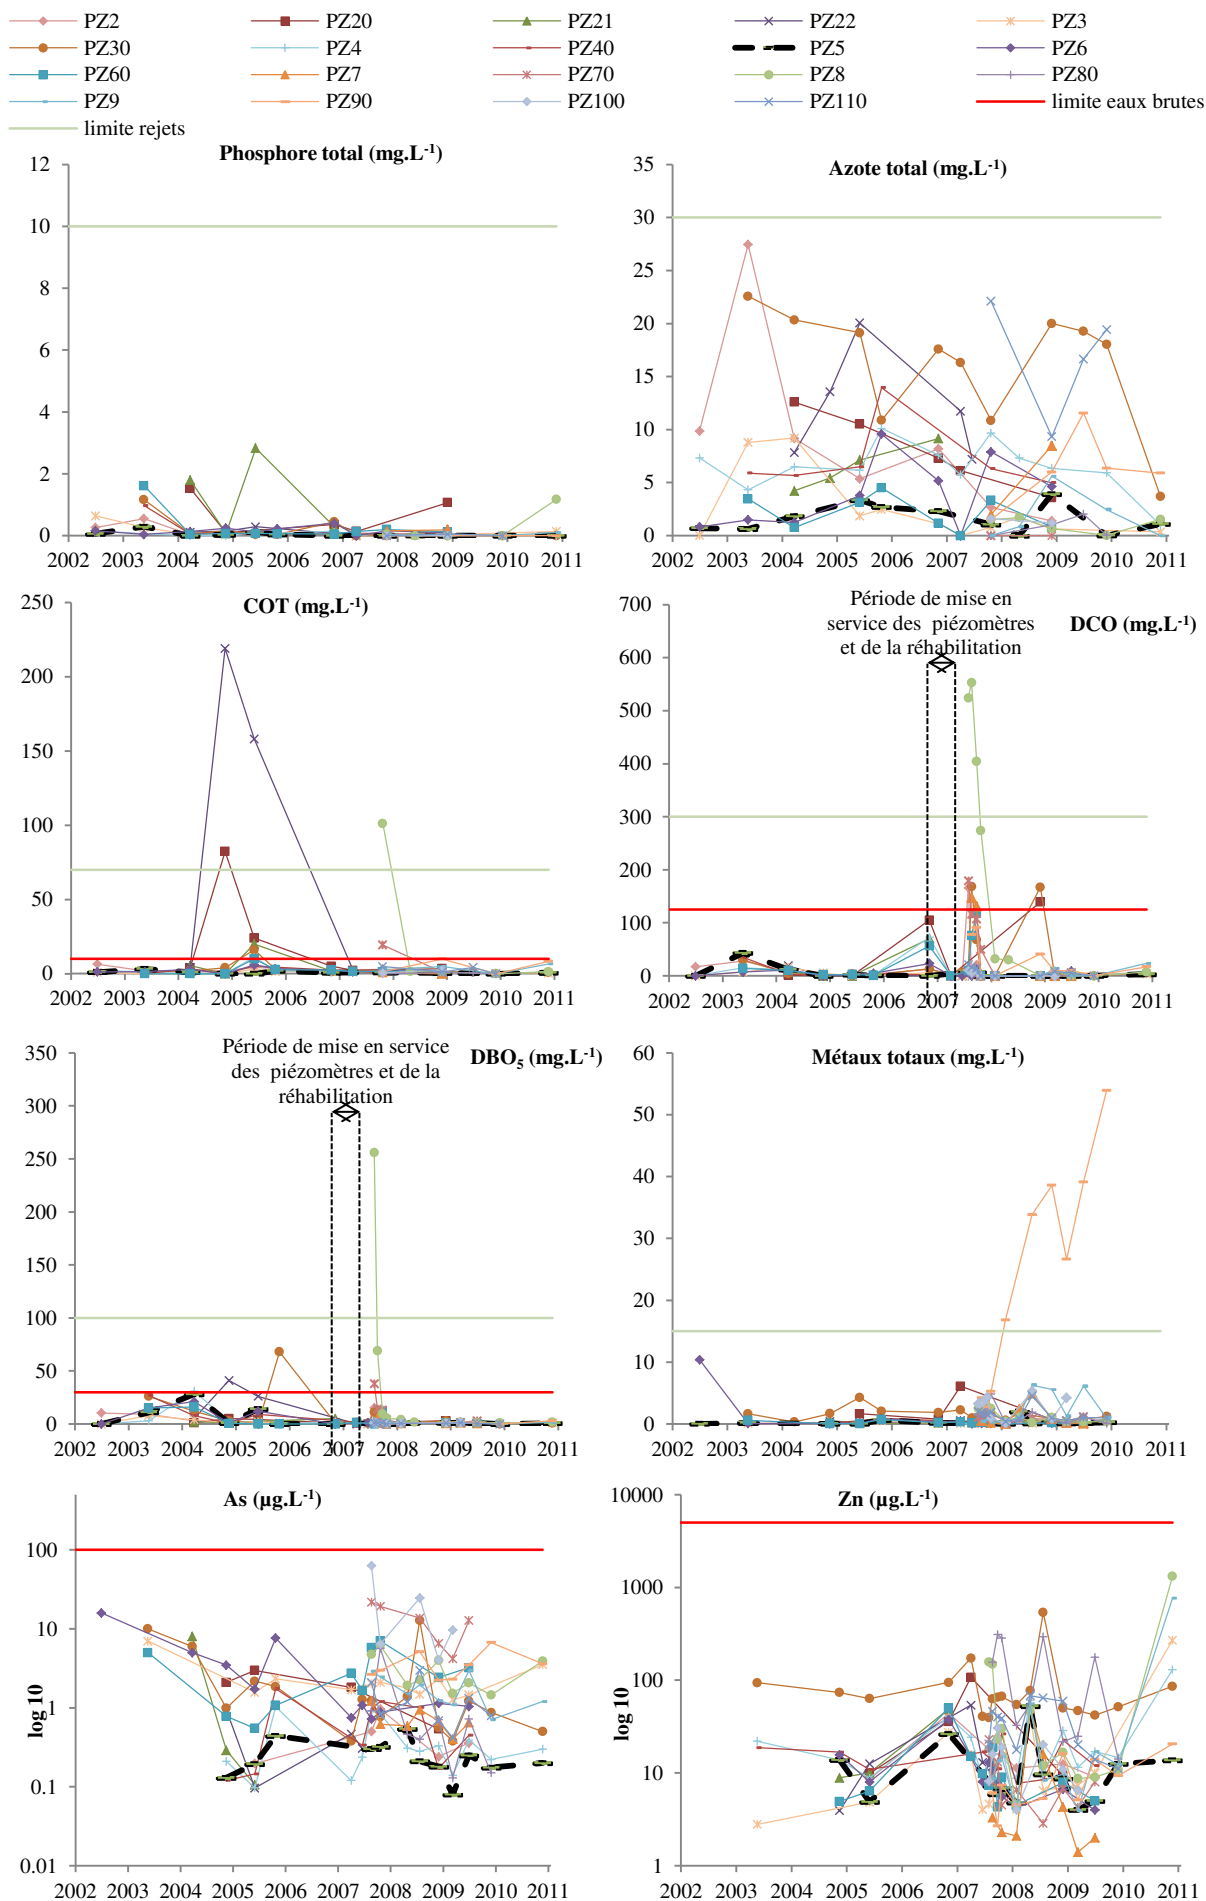 PZ2 PZ20 PZ21 PZ22 PZ3
PZ30 PZ4 PZ40 PZ5 PZ6
PZ60 PZ7 PZ70 PZ8 PZ80
PZ9 PZ90 PZ100 PZ110 limite eaux brutes
limite rejets
Phosphore total (mg.L⁻¹)
12
10
8
6
4
2
0
2002 2003 2004 2005 2006 2007 2008 2009 2010 2011
Azote total (mg.L⁻¹)
35
30
25
20
15
10
5
0
2002 2003 2004 2005 2006 2007 2008 2009 2010 2011
COT (mg.L⁻¹)
250
200
150
100
50
0
2002 2003 2004 2005 2006 2007 2008 2009 2010 2011
Période de mise en
service des piézomètres
et de la réhabilitation
DCO (mg.L⁻¹)
700
600
500
400
300
200
100
0
2002 2003 2004 2005 2006 2007 2008 2009 2010 2011
Période de mise en service
des piézomètres et de la
réhabilitation
DBO₅ (mg.L⁻¹)
350
300
250
200
150
100
50
0
2002 2003 2004 2005 2006 2007 2008 2009 2010 2011
Métaux totaux (mg.L⁻¹)
60
50
40
30
20
10
0
2002 2003 2004 2005 2006 2007 2008 2009 2010 2011
As (µg.L⁻¹)
log 10
100
10
1
0.1
0.01
2002 2003 2004 2005 2006 2007 2008 2009 2010 2011
Zn (µg.L⁻¹)
log 10
10000
1000
100
10
1
2002 2003 2004 2005 2006 2007 2008 2009 2010 2011